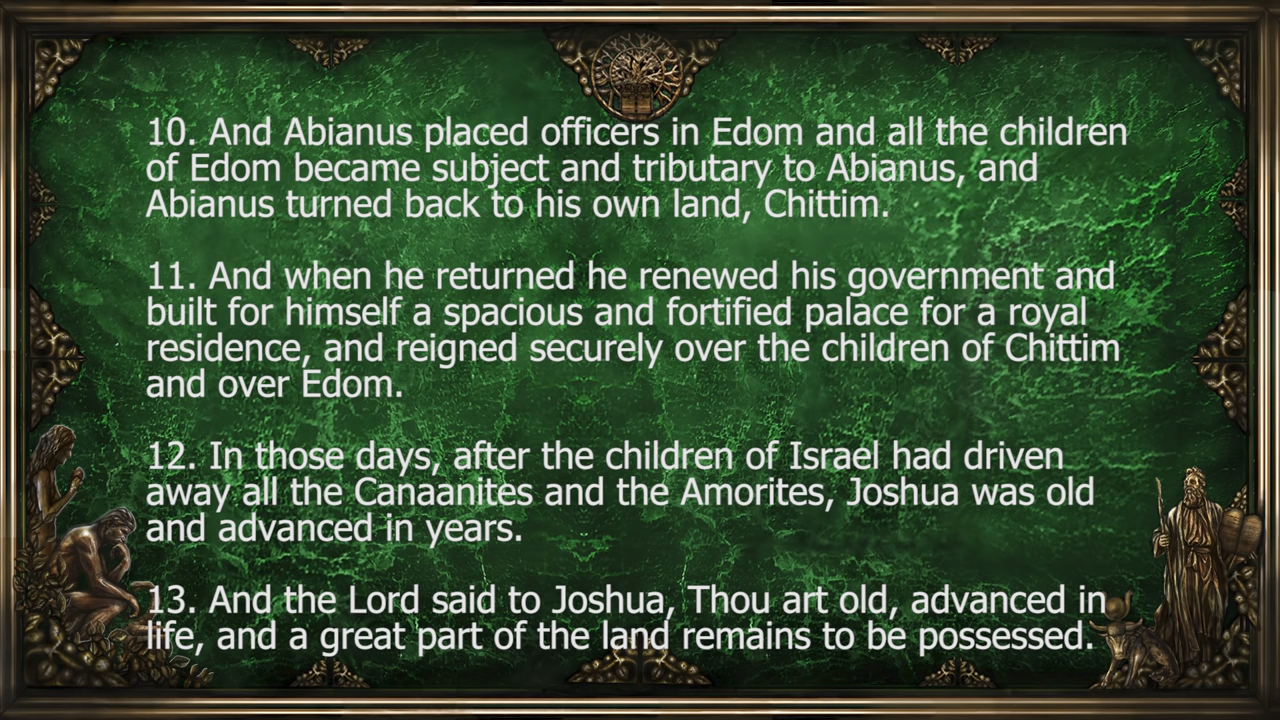 10. And Abianus placed officers in Edom and all the children
of Edom became subject and tributary to Abianus, and
Abianus turned back to his own land, Chittim.
11. And when he returned he renewed his government and
built for himself a spacious and fortified palace for a royal
residence, and reigned securely over the children of Chittim
and over Edom.
12. In those days, after the children of Israel had driven
away all the Canaanites and the Amorites, Joshua was old
and advanced in years.
13. And the Lord said to Joshua, Thou art old, advanced in
life, and a great part of the land remains to be possessed.